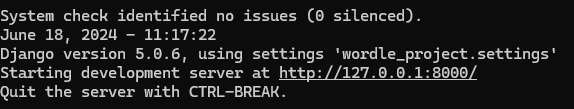 System check identified no issues (0 silenced).
June 18, 2024 - 11:17:22
Django version 5.0.6, using settings 'wordle_project.settings'
Starting development server at http://127.0.0.1:8000/
Quit the server with CTRL-BREAK.